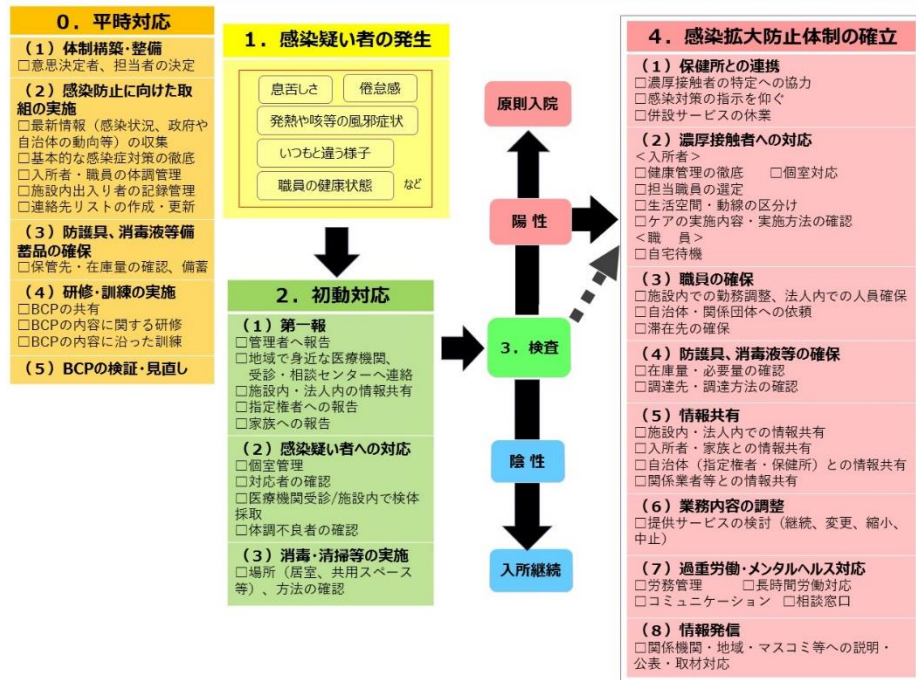 0．平時対応
（１）体制構築・整備
□意思決定者、担当者の決定
（２）感染防止に向けた取
組の実施
□最新情報（感染状況、政府や
自治体の動向等）の収集
□基本的な感染症対策の徹底
□入所者・職員の体調管理
□施設内出入り者の記録管理
□連絡先リストの作成・更新
（３）防護具、消毒液等備
蓄品の確保
□保管先・在庫量の確認、備蓄
（４）研修・訓練の実施
□BCPの共有
□BCPの内容に関する研修
□BCPの内容に沿った訓練
（５）BCPの検証・見直し
１．感染疑い者の発生
息苦しさ
倦怠感
発熱や咳等の風邪症状
いつもと違う様子
職員の健康状態
など
２．初動対応
（１）第一報
□管理者へ報告
□地域で身近な医療機関、
受診・相談センターへ連絡
□施設内・法人内の情報共有
□指定権者への報告
□家族への報告
（２）感染疑い者への対応
□個室管理
□対応者の確認
□医療機関受診/施設内で検体
採取
□体調不良者の確認
（３）消毒・清掃等の実施
□場所（居室、共用スペース
等）、方法の確認
原則入院
陽 性
３．検査
陰 性
入所継続
４．感染拡大防止体制の確立
（１）保健所との連携
□濃厚接触者の特定への協力
□感染対策の指示を仰ぐ
□併設サービスの休業
（２）濃厚接触者への対応
＜入所者＞
□健康管理の徹底　□個室対応
□担当職員の選定
□生活空間・動線の区分け
□ケアの実施内容・実施方法の確認
＜職　員＞
□自宅待機
（３）職員の確保
□施設内での勤務調整、法人内での人員確保
□自治体・関係団体への依頼
□滞在先の確保
（４）防護具、消毒液等の確保
□在庫量・必要量の確認
□調達先・調達方法の確認
（５）情報共有
□施設内・法人内での情報共有
□入所者・家族との情報共有
□自治体（指定権者・保健所）との情報共有
□関係業者等との情報共有
（６）業務内容の調整
□提供サービスの検討（継続、変更、縮小、
中止）
（７）過重労働・メンタルヘルス対応
□労務管理　□長時間労働対応
□コミュニケーション　□相談窓口
（８）情報発信
□関係機関・地域・マスコミ等への説明・
公表・取材対応